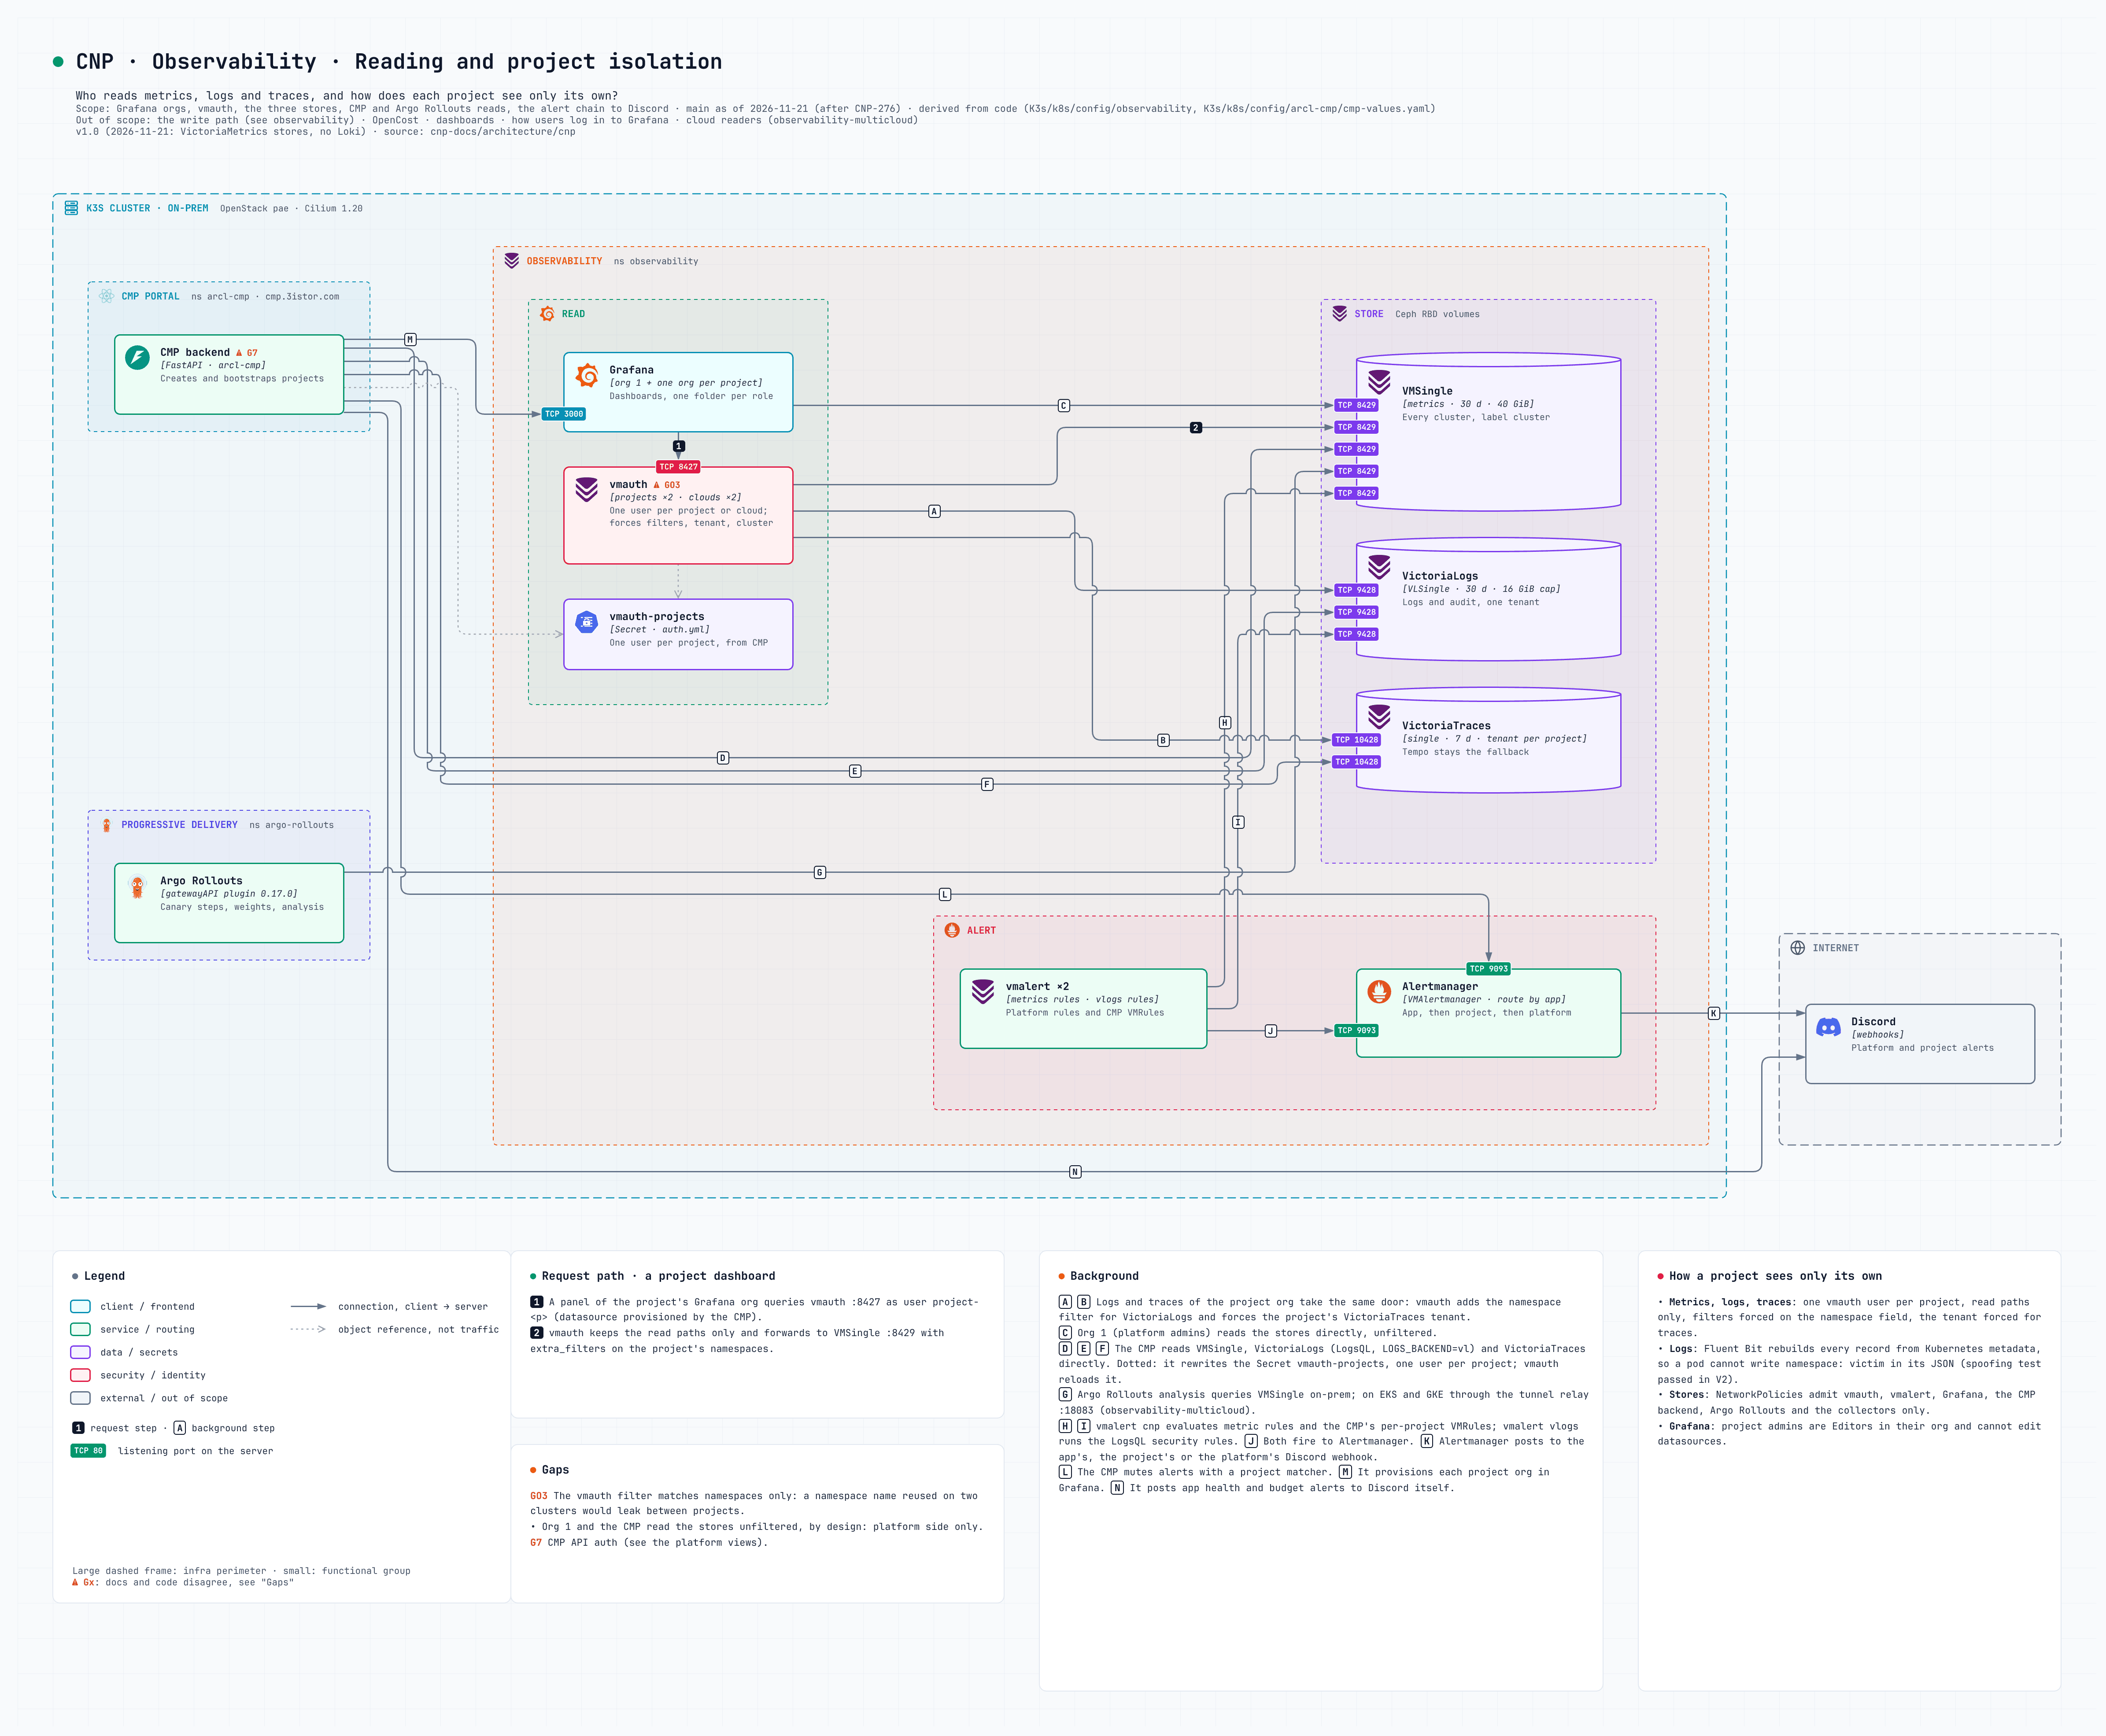 CNP · Observability · Reading and project isolation
Who reads metrics, logs and traces, and how does each project see only its own?
Scope: Grafana orgs, vmauth, the three stores, CMP and Argo Rollouts reads, the alert chain to Discord · main as of 2026-11-21 (after CNP-276) · derived from code (K3s/k8s/config/observability, K3s/k8s/config/arcl-cmp/cmp-values.yaml)
Out of scope: the write path (see observability) · OpenCost · dashboards · how users log in to Grafana · cloud readers (observability-multicloud)
v1.0 (2026-11-21: VictoriaMetrics stores, no Loki) · source: cnp-docs/architecture/cnp
K3S CLUSTER · ON-PREM OpenStack pae · Cilium 1.20
OBSERVABILITY ns observability
CMP PORTAL ns arcl-cmp · cmp.3istor.com
CMP backend G7
[FastAPI · arcl-cmp]
Creates and bootstraps projects
M
READ
Grafana
[org 1 + one org per project]
Dashboards, one folder per role
TCP 3000
1
TCP 8427
vmauth GO3
[projects ×2 · clouds ×2]
One user per project or cloud;
forces filters, tenant, cluster
vmauth-projects
[Secret · auth.yml]
One user per project, from CMP
C
2
A
B
H
I
D
E
F
G
L
STORE Ceph RBD volumes
VMSingle
[metrics · 30 d · 40 GiB]
Every cluster, label cluster
TCP 8429
TCP 8429
TCP 8429
TCP 8429
TCP 8429
VictoriaLogs
[VLSingle · 30 d · 16 GiB cap]
Logs and audit, one tenant
TCP 9428
TCP 9428
TCP 9428
VictoriaTraces
[single · 7 d · tenant per project]
Tempo stays the fallback
TCP 10428
TCP 10428
PROGRESSIVE DELIVERY ns argo-rollouts
Argo Rollouts
[gatewayAPI plugin 0.17.0]
Canary steps, weights, analysis
ALERT
vmalert ×2
[metrics rules · vlogs rules]
Platform rules and CMP VMRules
J
TCP 9093
TCP 9093
Alertmanager
[VMAlertmanager · route by app]
App, then project, then platform
K
INTERNET
Discord
[webhooks]
Platform and project alerts
N
Legend
client / frontend
service / routing
data / secrets
security / identity
external / out of scope
connection, client → server
object reference, not traffic
1 request step · A background step
TCP 80 listening port on the server
Large dashed frame: infra perimeter · small: functional group
Gx: docs and code disagree, see "Gaps"
Request path · a project dashboard
1 A panel of the project's Grafana org queries vmauth :8427 as user project-
<p> (datasource provisioned by the CMP).
2 vmauth keeps the read paths only and forwards to VMSingle :8429 with
extra_filters on the project's namespaces.
Gaps
GO3 The vmauth filter matches namespaces only: a namespace name reused on two
clusters would leak between projects.
• Org 1 and the CMP read the stores unfiltered, by design: platform side only.
G7 CMP API auth (see the platform views).
Background
A B Logs and traces of the project org take the same door: vmauth adds the namespace
filter for VictoriaLogs and forces the project's VictoriaTraces tenant.
C Org 1 (platform admins) reads the stores directly, unfiltered.
D E F The CMP reads VMSingle, VictoriaLogs (LogsQL, LOGS_BACKEND=vl) and VictoriaTraces
directly. Dotted: it rewrites the Secret vmauth-projects, one user per project; vmauth
reloads it.
G Argo Rollouts analysis queries VMSingle on-prem; on EKS and GKE through the tunnel relay
:18083 (observability-multicloud).
H I vmalert cnp evaluates metric rules and the CMP's per-project VMRules; vmalert vlogs
runs the LogsQL security rules. J Both fire to Alertmanager. K Alertmanager posts to the
app's, the project's or the platform's Discord webhook.
L The CMP mutes alerts with a project matcher. M It provisions each project org in
Grafana. N It posts app health and budget alerts to Discord itself.
How a project sees only its own
• Metrics, logs, traces: one vmauth user per project, read paths
only, filters forced on the namespace field, the tenant forced for
traces.
• Logs: Fluent Bit rebuilds every record from Kubernetes metadata,
so a pod cannot write namespace: victim in its JSON (spoofing test
passed in V2).
• Stores: NetworkPolicies admit vmauth, vmalert, Grafana, the CMP
backend, Argo Rollouts and the collectors only.
• Grafana: project admins are Editors in their org and cannot edit
datasources.